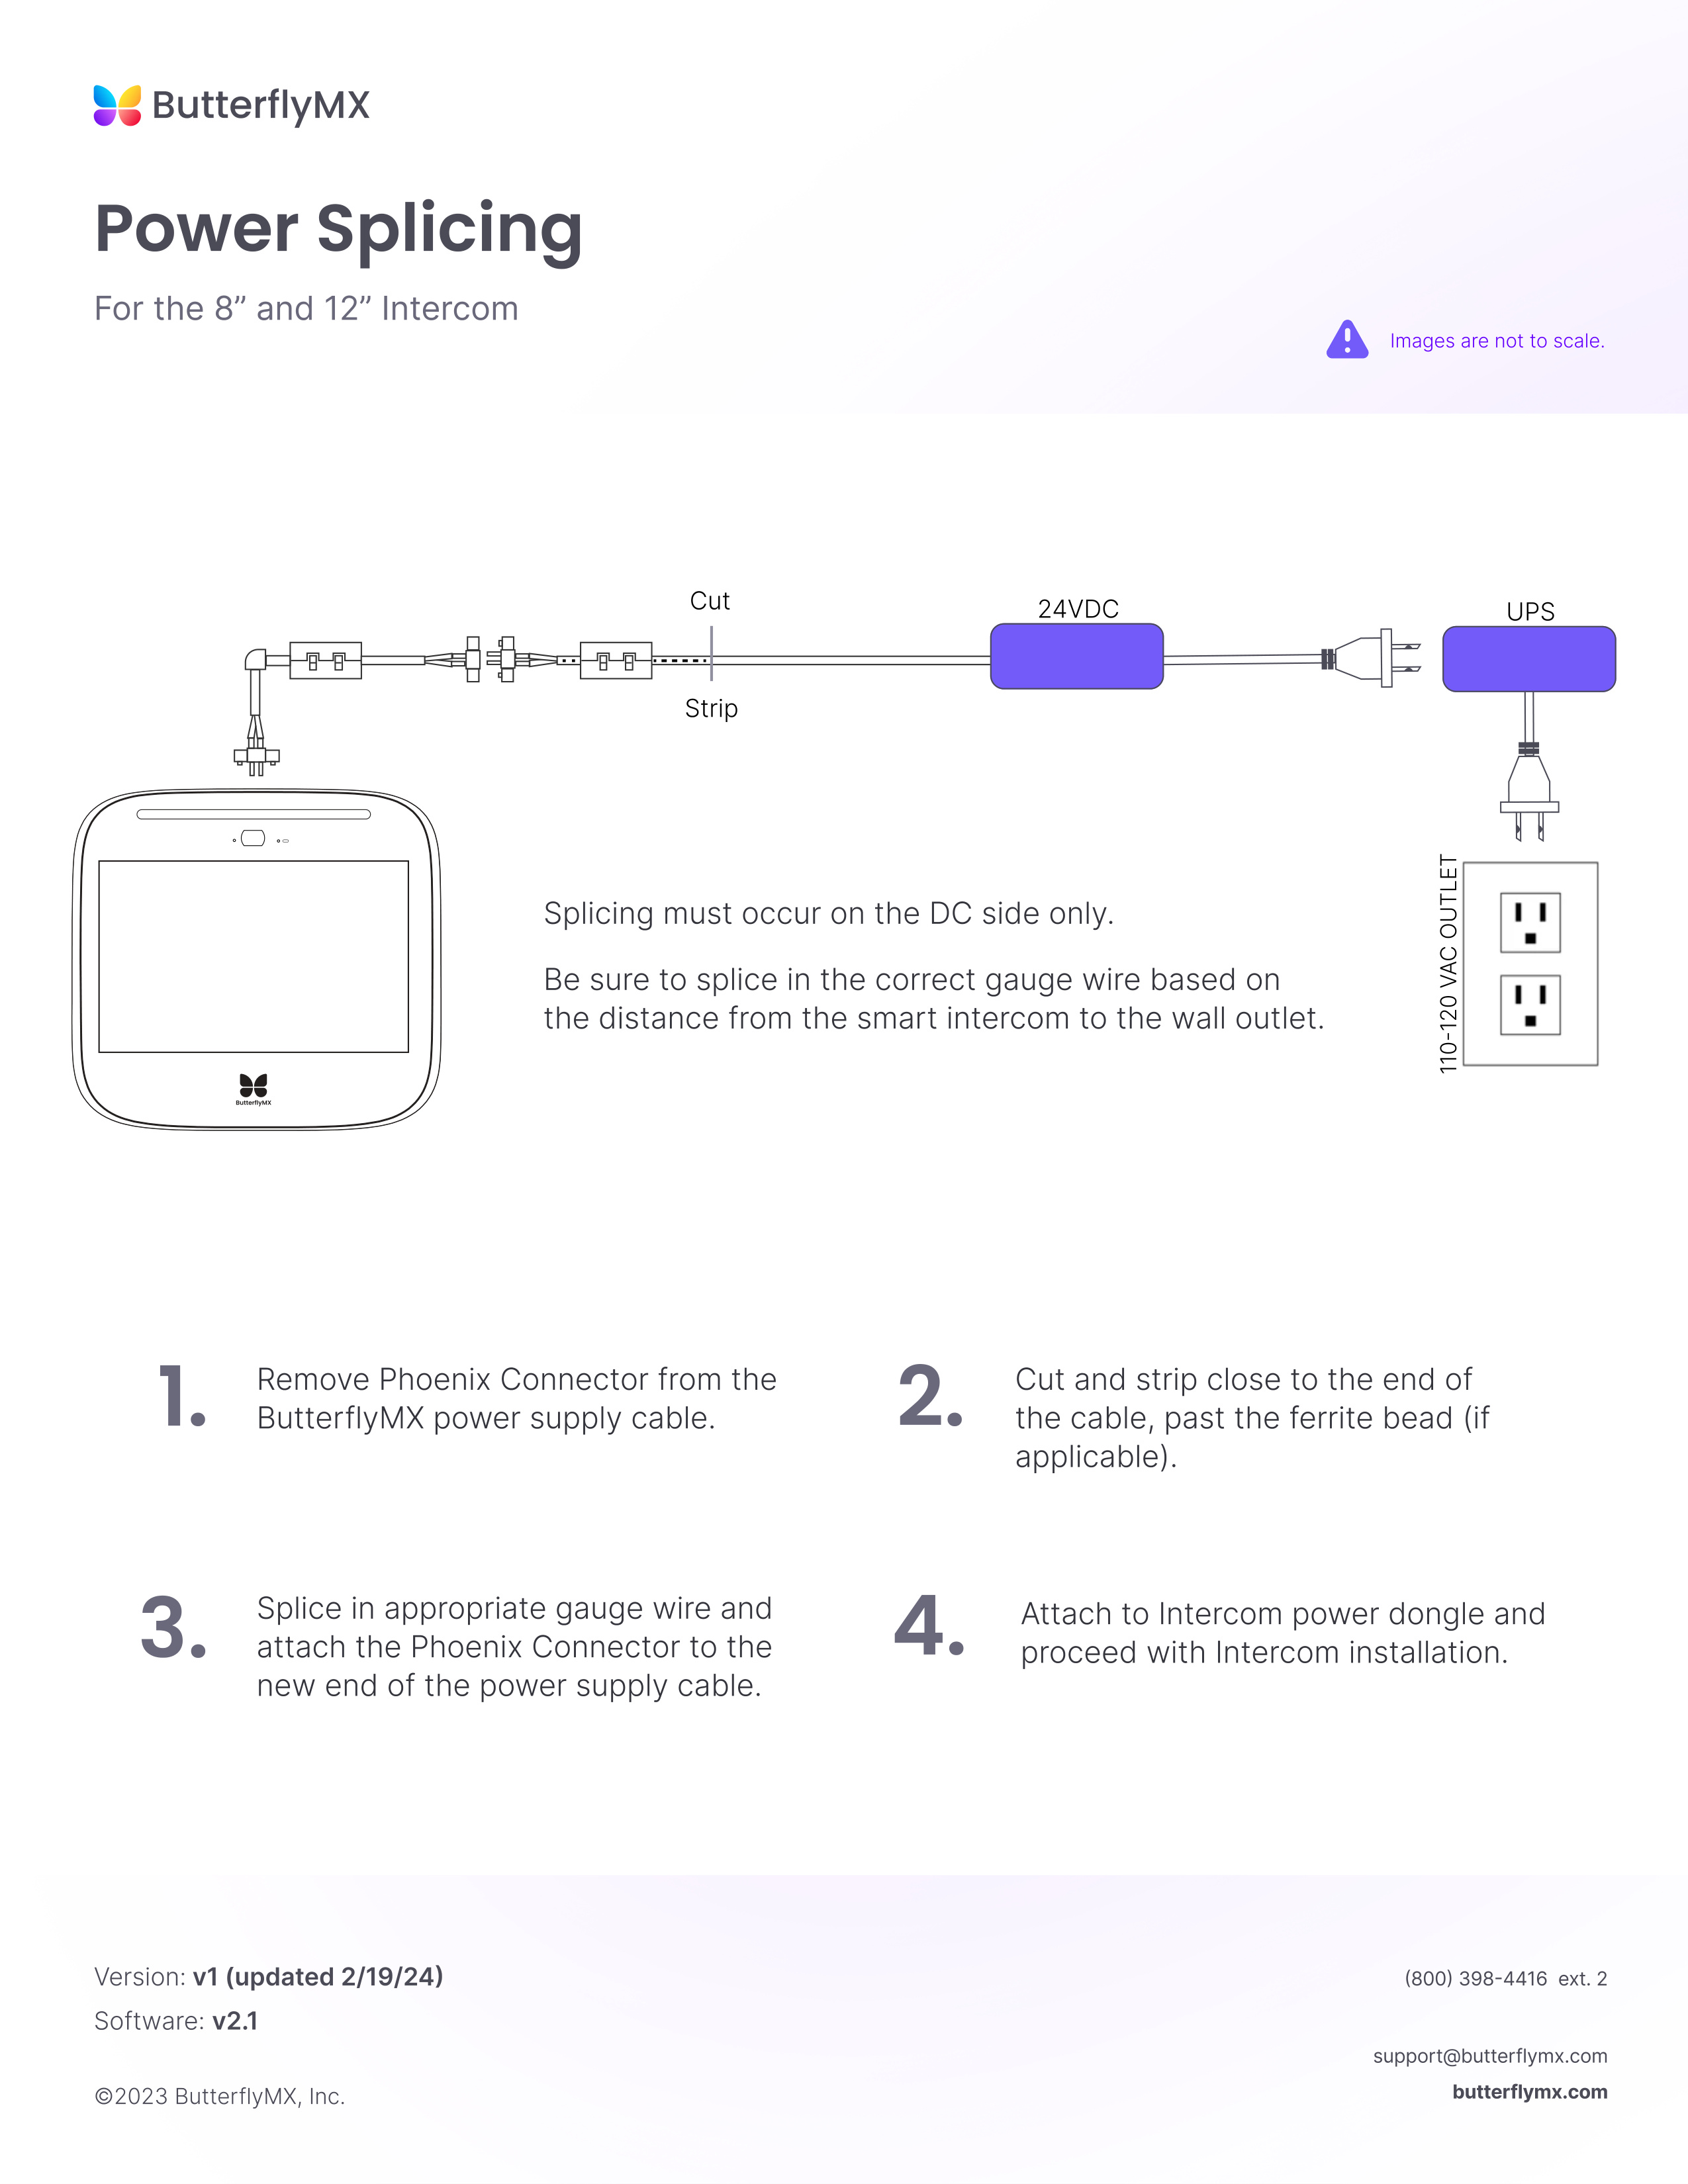 ButterflyMX
Power Splicing
For the 8” and 12” Intercom
Images are not to scale.
Cut
24VDC
UPS
Strip
110-120 VAC OUTLET
Splicing must occur on the DC side only.
Be sure to splice in the correct gauge wire based on
the distance from the smart intercom to the wall outlet.
ButterflyMX
1.
Remove Phoenix Connector from the
ButterflyMX power supply cable.
2.
Cut and strip close to the end of
the cable, past the ferrite bead (if
applicable).
3.
Splice in appropriate gauge wire and
attach the Phoenix Connector to the
new end of the power supply cable.
4.
Attach to Intercom power dongle and
proceed with Intercom installation.
Version: v1 (updated 2/19/24)
Software: v2.1
©2023 ButterflyMX, Inc.
(800) 398-4416 ext. 2
support@butterflymx.com
butterflymx.com